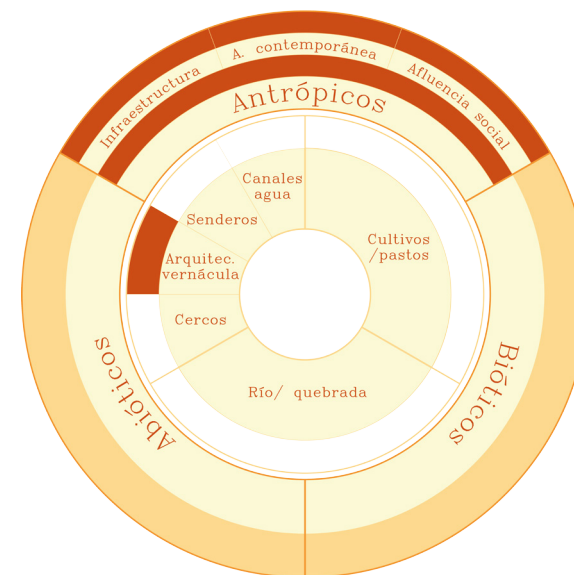 Infraestructura
A. contemporánea
Afluencia social
Antrópicos
Canales
agua
Senderos
Cultivos
/pastos
Arquitec.
vernácula
Cercos
Río/ quebrada
Abióticos
Bióticos